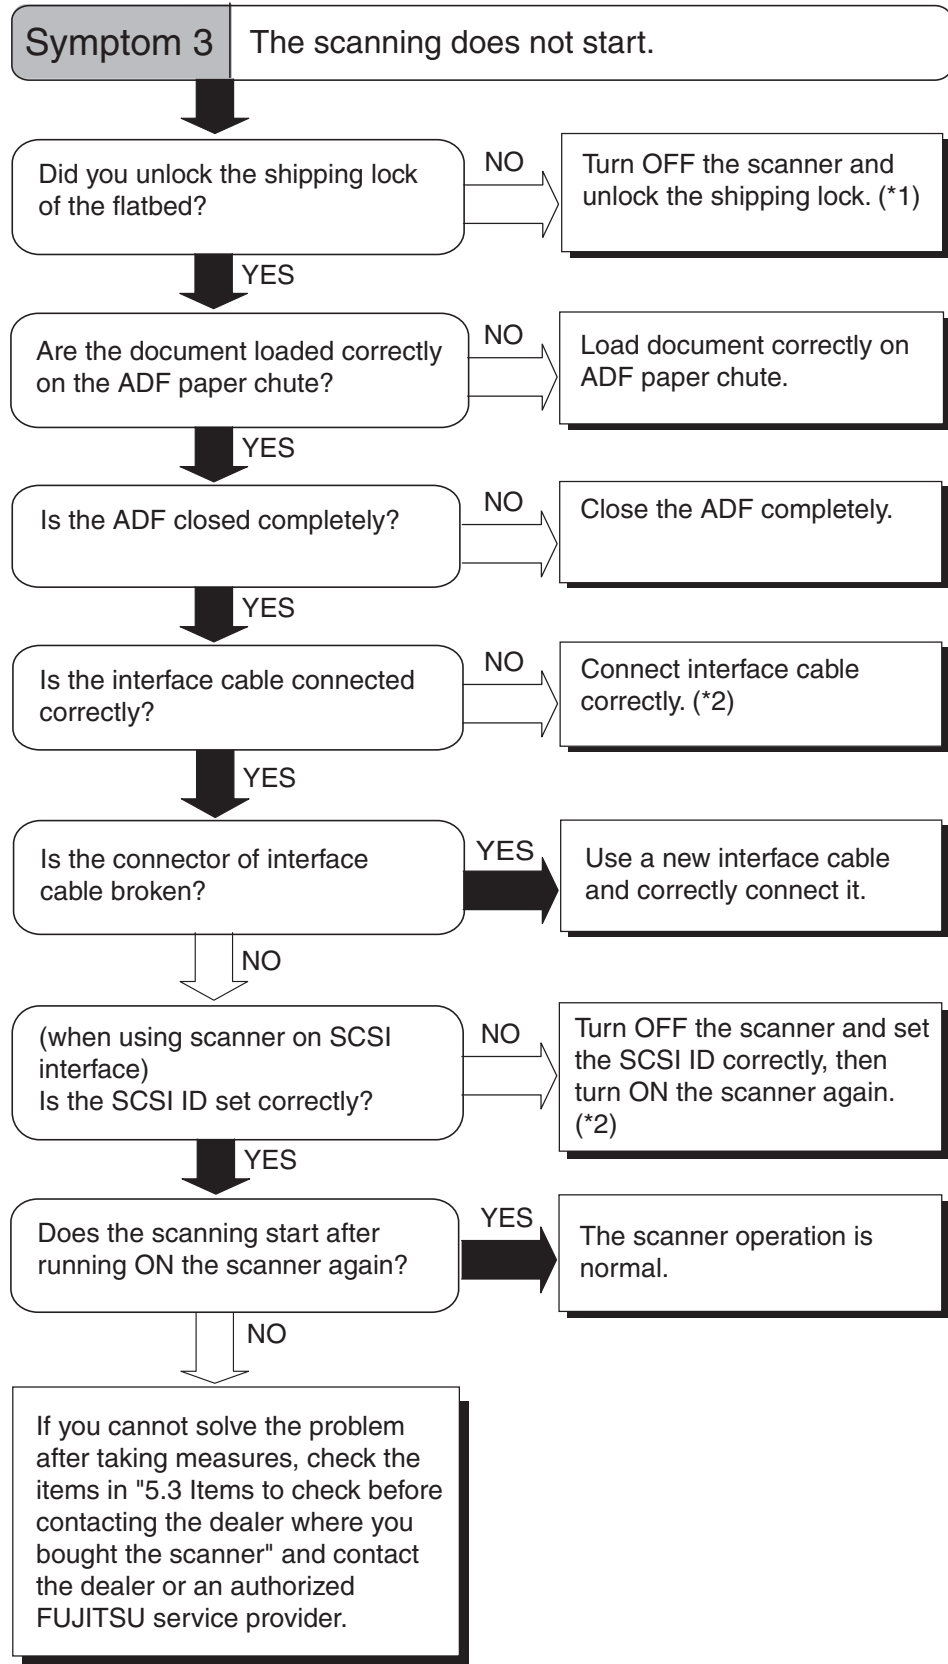 Symptom 3
The scanning does not start.
Did you unlock the shipping lock
of the flatbed?
NO
Turn OFF the scanner and
unlock the shipping lock. (*1)
YES
Are the document loaded correctly
on the ADF paper chute?
NO
Load document correctly on
ADF paper chute.
YES
Is the ADF closed completely?
NO
Close the ADF completely.
YES
Is the interface cable connected
correctly?
NO
Connect interface cable
correctly. (*2)
YES
Is the connector of interface
cable broken?
YES
Use a new interface cable
and correctly connect it.
NO
(when using scanner on SCSI
interface)
Is the SCSI ID set correctly?
NO
Turn OFF the scanner and set
the SCSI ID correctly, then
turn ON the scanner again.
(*2)
YES
Does the scanning start after
running ON the scanner again?
YES
The scanner operation is
normal.
NO
If you cannot solve the problem
after taking measures, check the
items in "5.3 Items to check before
contacting the dealer where you
bought the scanner" and contact
the dealer or an authorized
FUJITSU service provider.